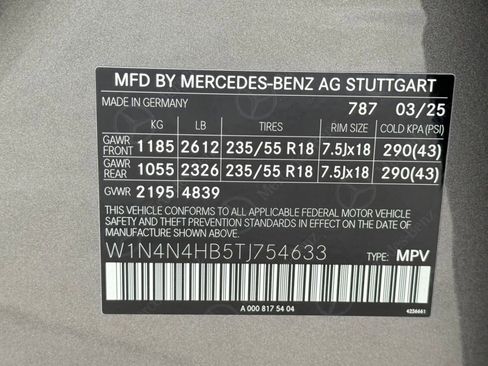 MFD BY MERCEDES-BENZ AG STUTTGART
MADE IN GERMANY 787 03/25
KG LB TIRES RIM SIZE COLD KPA (PSI)
GAWR FRONT 1185 2612 235/55 R18 7.5Jx18 290(43)
GAWR REAR 1055 2326 235/55 R18 7.5Jx18 290(43)
GVWR 2195 4839
THIS VEHICLE CONFORMS TO ALL APPLICABLE FEDERAL MOTOR VEHICLE
SAFETY AND THEFT PREVENTION STANDARDS IN EFFECT ON THE DATE OF
MANUFACTURE SHOWN ABOVE.
W1N4N4HB5TJ754633 TYPE: MPV
A 000 817 54 04 4236661